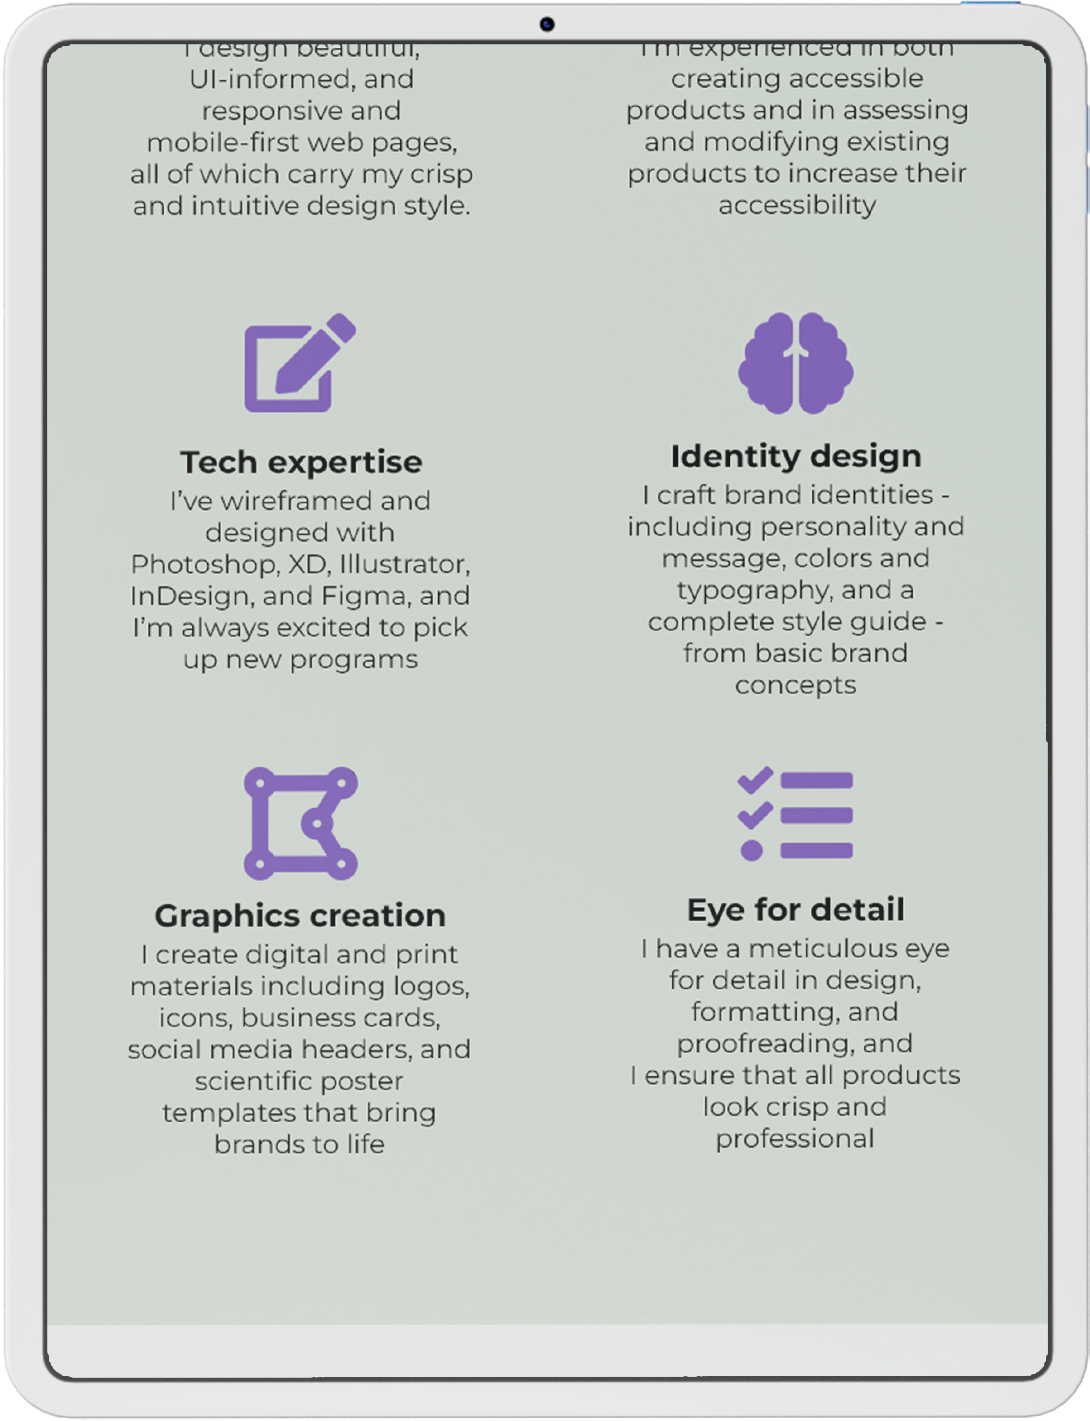 I design beautiful,
UI-informed, and
responsive and
mobile-first web pages,
all of which carry my crisp
and intuitive design style.
I'm experienced in both
creating accessible
products and in assessing
and modifying existing
products to increase their
accessibility
Tech expertise
I've wireframed and
designed with
Photoshop, XD, Illustrator,
InDesign, and Figma, and
I'm always excited to pick
up new programs
Identity design
I craft brand identities -
including personality and
message, colors and
typography, and a
complete style guide -
from basic brand
concepts
Graphics creation
I create digital and print
materials including logos,
icons, business cards,
social media headers, and
scientific poster
templates that bring
brands to life
Eye for detail
I have a meticulous eye
for detail in design,
formatting, and
proofreading, and
I ensure that all products
look crisp and
professional